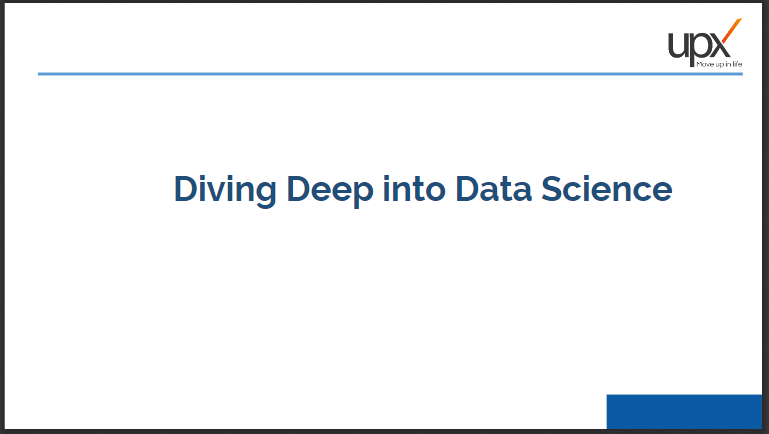 upx
Move up in life
Diving Deep into Data Science